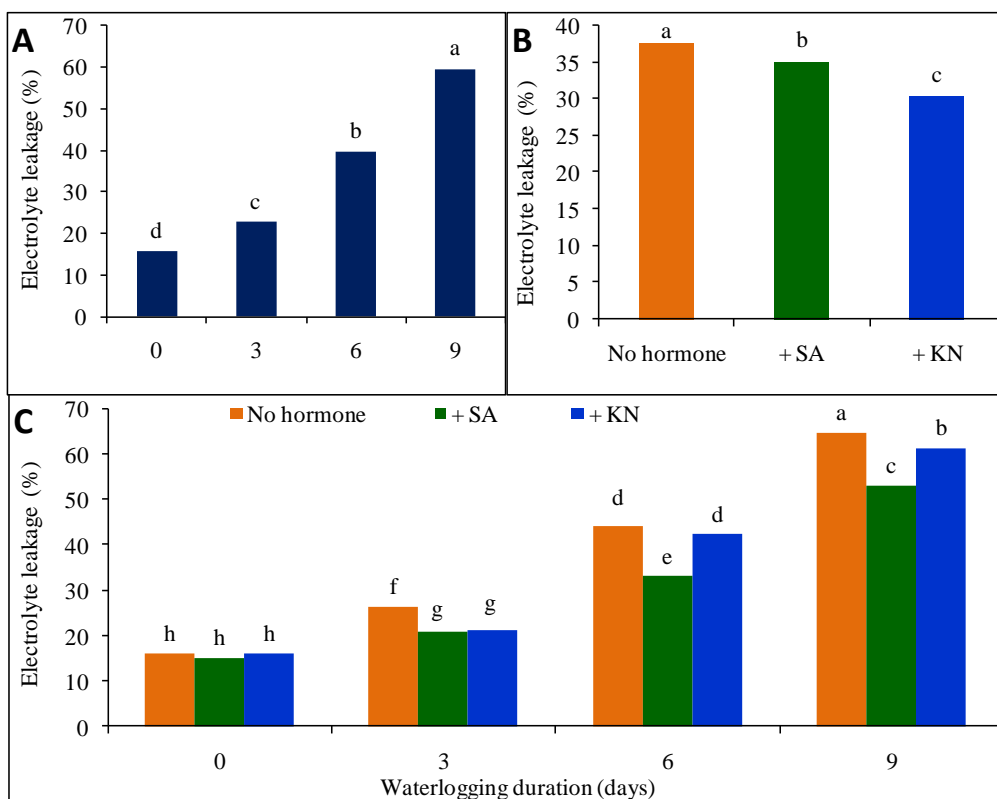 A
Electrolyte leakage (%)
70
60
50
40
30
20
10
0
d
c
b
a
0 3 6 9
B
Electrolyte leakage (%)
40
35
30
25
20
15
10
5
0
a
b
c
No hormone + SA + KN
C
No hormone + SA + KN
Electrolyte leakage (%)
70
60
50
40
30
20
10
0
h h h
f g g
d e d
a c b
0 3 6 9
Waterlogging duration (days)